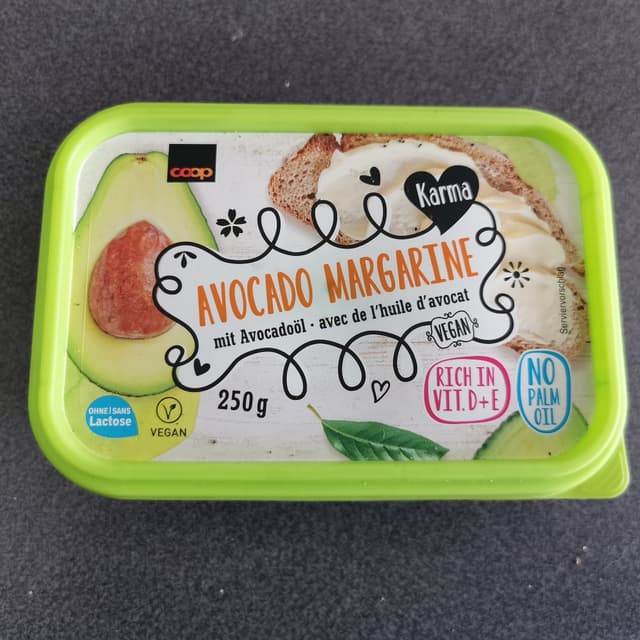 coop
Karma
AVOCADO MARGARINE
mit Avocadoöl · avec de l'huile d'avocat
VEGAN
Serviervorschlag
250g
OHNE/SANS
Lactose
V
VEGAN
RICH IN
VIT.D+E
NO
PALM
OIL